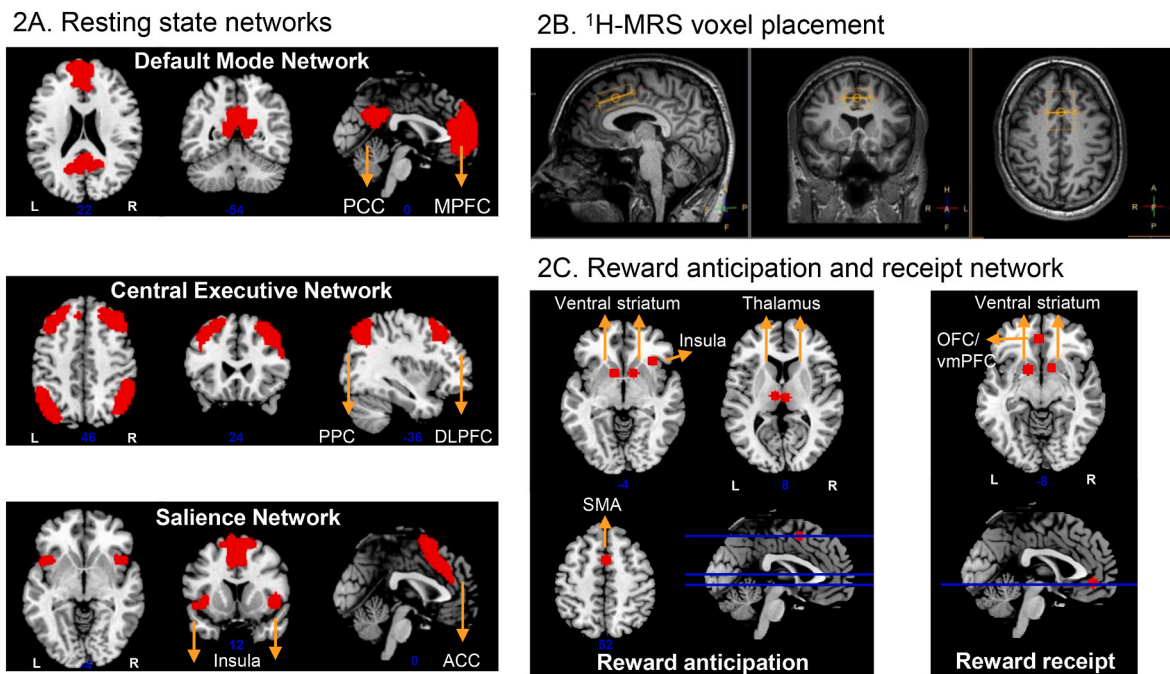 2A. Resting state networks
Default Mode Network
L 22 R
-54
PCC 0 MPFC
Central Executive Network
L 46 R
24
PPC -36 DLPFC
Salience Network
L R
12
Insula
0 ACC
2B. ¹H-MRS voxel placement
A
A L P
F
H
R A L
F
A
R F L
P
2C. Reward anticipation and receipt network
Ventral striatum Thalamus
Insula
-4
L 8 R
SMA
52
Reward anticipation
Ventral striatum
OFC/
vmPFC
L -8 R
Reward receipt